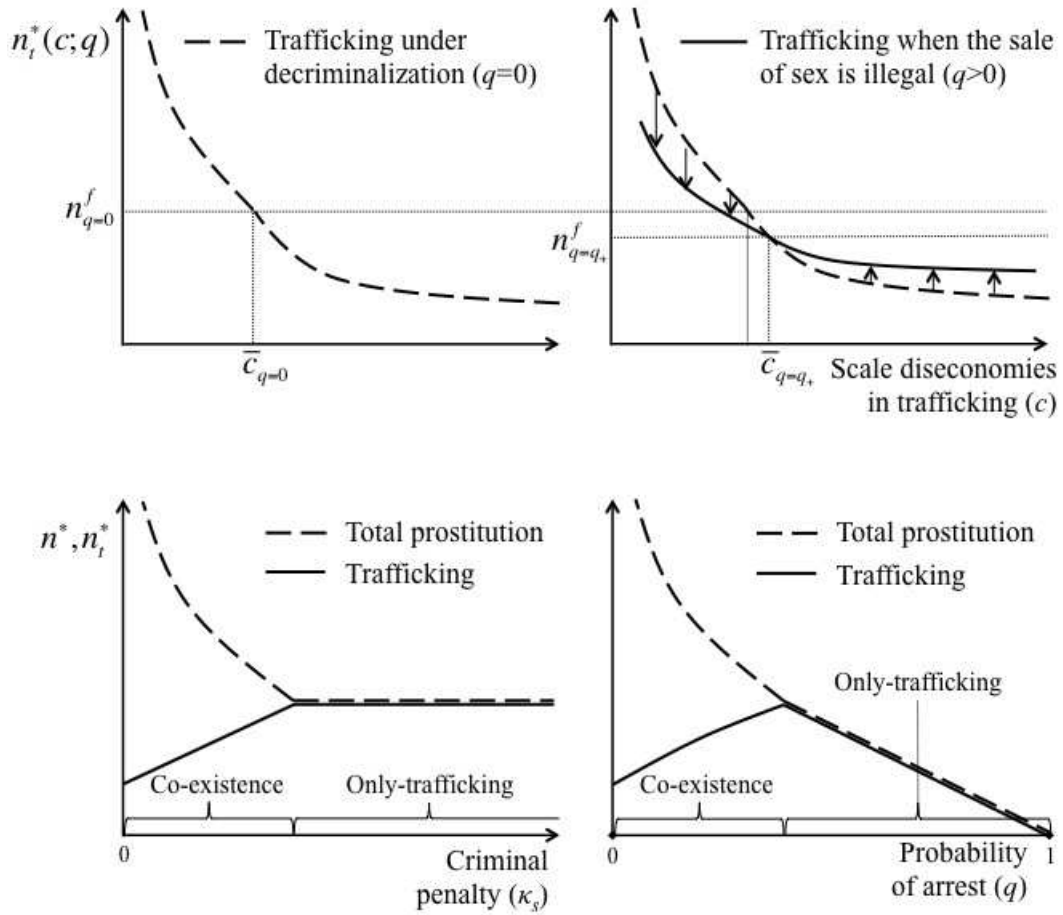 n*t(c;q)
Trafficking under
decriminalization (q=0)
n^f q=0
c̅ q=0
Trafficking when the
sale of sex is illegal (q>0)
n^f q=q+
c̅ q=q+
Scale diseconomies
in trafficking (c)
n*, n*t
Total prostitution
Trafficking
Co-existence
Only-trafficking
0
Criminal
penalty (κs)
Total prostitution
Trafficking
Only-trafficking
Co-existence
0
Probability
of arrest (q)
1